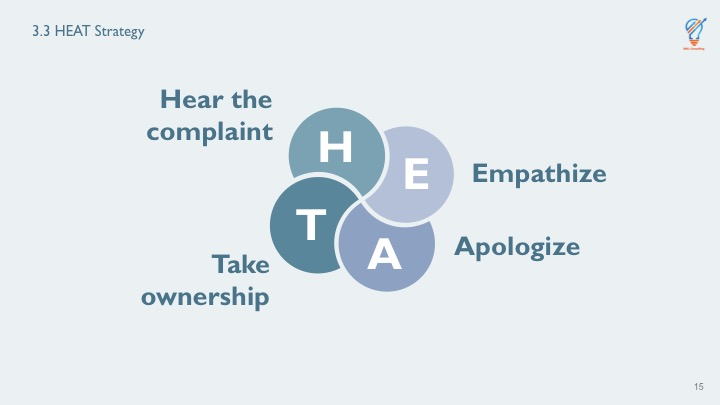 3.3 HEAT Strategy
Hear the
complaint
H
E
Empathize
A
Apologize
T
Take
ownership
15